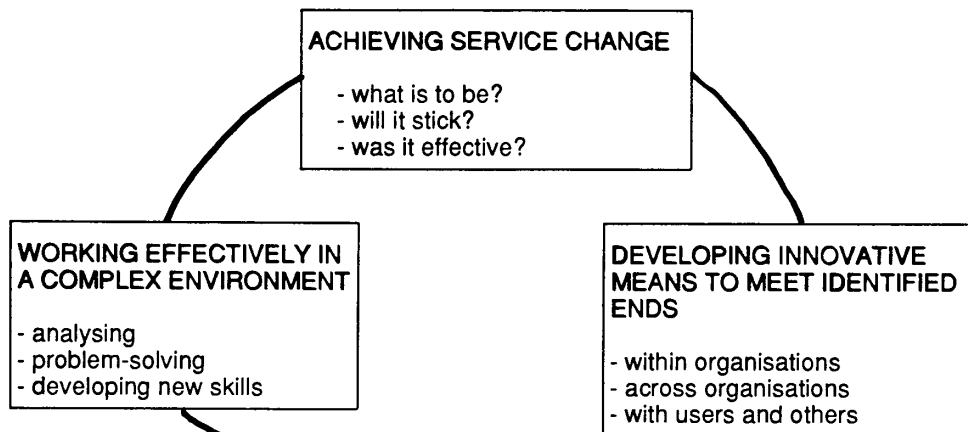 ACHIEVING SERVICE CHANGE
- what is to be?
- will it stick?
- was it effective?
WORKING EFFECTIVELY IN
A COMPLEX ENVIRONMENT
- analysing
- problem-solving
- developing new skills
DEVELOPING INNOVATIVE
MEANS TO MEET IDENTIFIED
ENDS
- within organisations
- across organisations
- with users and others